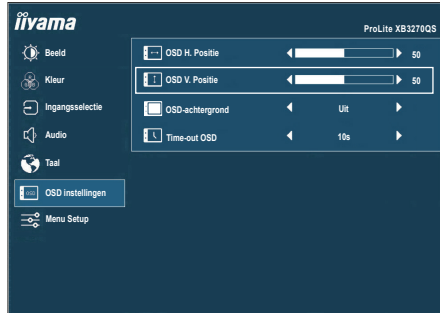 iiyama
ProLite XB3270QS
Beeld
Kleur
Ingangsselectie
Audio
Taal
OSD instellingen
Menu Setup
OSD H. Positie 50
OSD V. Positie 50
OSD-achtergrond Uit
Time-out OSD 10s